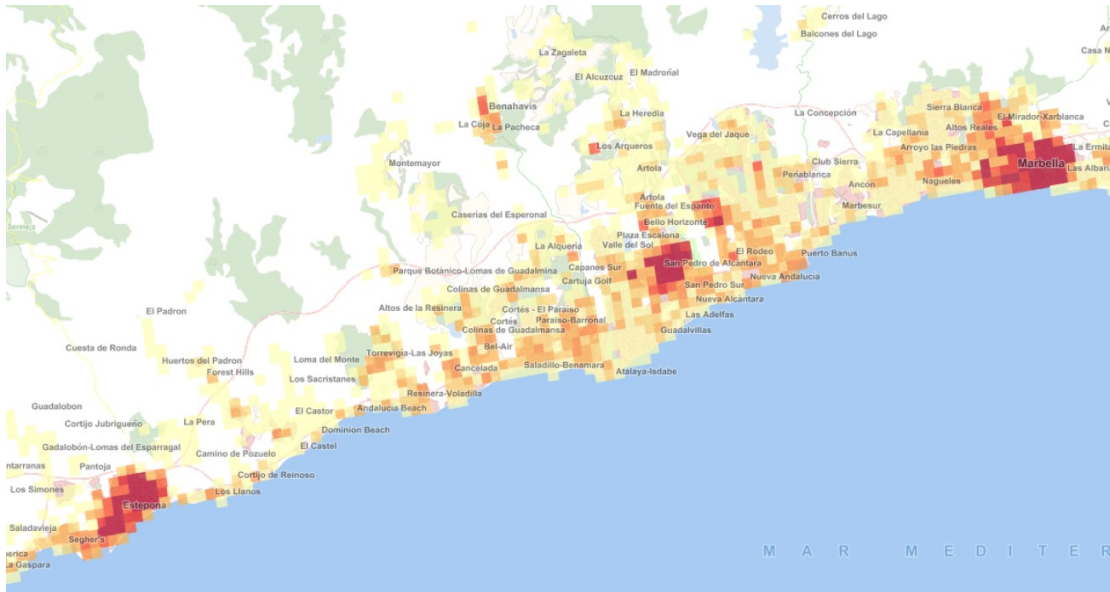 Cerros del Lago
Balcones del Lago
La Zagaleta
Casa N
El Madroñal
El Alcuzcuz
Benahavis
Sierra Blanca
La Heredia
La Concepción
El Mirador-Xarblanca
La Coja
La Pacheca
Altos Reales
Vega del Jaque
La Capellania
Los Arqueros
Arroyo las Piedras
La Ermita
Montemayor
Club Sierra
Marbella
Artola
Peñablanca
Las Albari
Ancon
Nagueles
Artola
Fuente del Espanto
Marbesur
Caserías del Esperonal
Bello Horizonte
Plaza Escalona
La Alqueria
Valle del Sol
El Rodeo
Puerto Banus
San Pedro de Alcantara
Parque Botánico-Lomas de Guadalmina
Capanes Sur
Nueva Andalucia
Cartuja Golf
San Pedro Sur
Colinas de Guadalmansa
Nueva Alcantara
Altos de la Resinera
Cortés - El Paraiso
El Padron
Las Adelfas
Cortés
Paraiso-Barronal
Colinas de Guadalmansa
Guadalvillas
Cuesta de Ronda
Bel-Air
Torrevigia-Las Joyas
Huertos del Padron
Loma del Monte
Saladillo-Benamara
Forest Hills
Cancelada
Atalaya-Isdabe
Los Sacristanes
Resinera-Voladilla
Guadalobon
El Castor
Andalucia Beach
Cortijo Jubrigueño
La Pera
Dominion Beach
Gadalobón-Lomas del Esparragal
El Castel
Camino de Pozuelo
ntarranas
Pantoja
Cortijo de Reinoso
Los Simones
Los Llanos
Estepona
Saladavieja
Segher's
erica
La Gaspara
MAR MEDITER